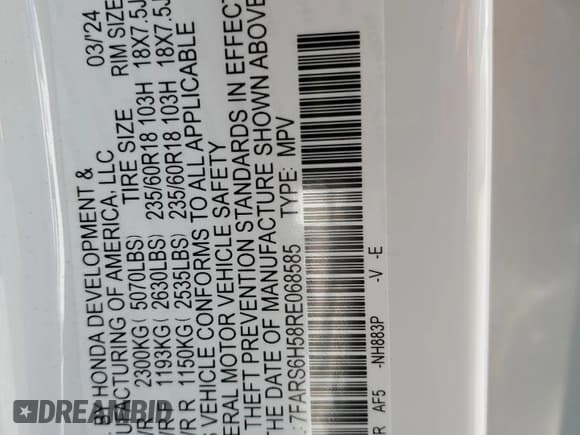 BY HONDA DEVELOPMENT & 03/'24
MANUFACTURING OF AMERICA, LLC
TIRE SIZE RIM SIZE
2300KG( 5070LBS) 235/60R18 103H 18X7.5J
1193KG( 2630LBS) 235/60R18 103H 18X7.5J
R 1150KG( 2535LBS)
VEHICLE CONFORMS TO ALL APPLICABLE
MOTOR VEHICLE SAFETY
THEFT PREVENTION STANDARDS IN EFFECT
THE DATE OF MANUFACTURE SHOWN ABOVE
7FARS6H58RE068585 TYPE: MPV
AF5 -NH883P -V -E
DREAMBID